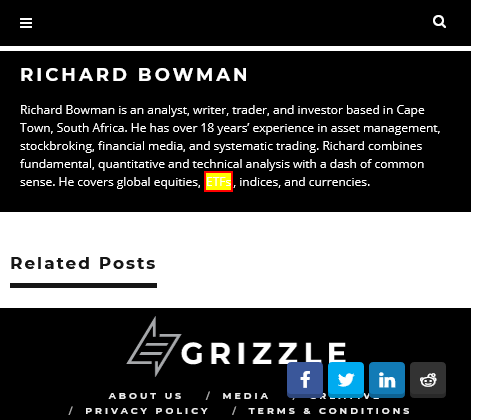 RICHARD BOWMAN
Richard Bowman is an analyst, writer, trader, and investor based in Cape
Town, South Africa. He has over 18 years' experience in asset management,
stockbroking, financial media, and systematic trading. Richard combines
fundamental, quantitative and technical analysis with a dash of common
sense. He covers global equities, , indices, and currencies.
Related Posts
GRIZZLE
ABOUT US / MEDIA
/ PRIVACY POLICY / TERMS & CONDITIONS